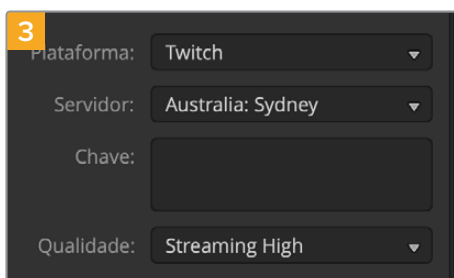 3
Plataforma: Twitch
Servidor: Australia: Sydney
Chave:
Qualidade: Streaming High